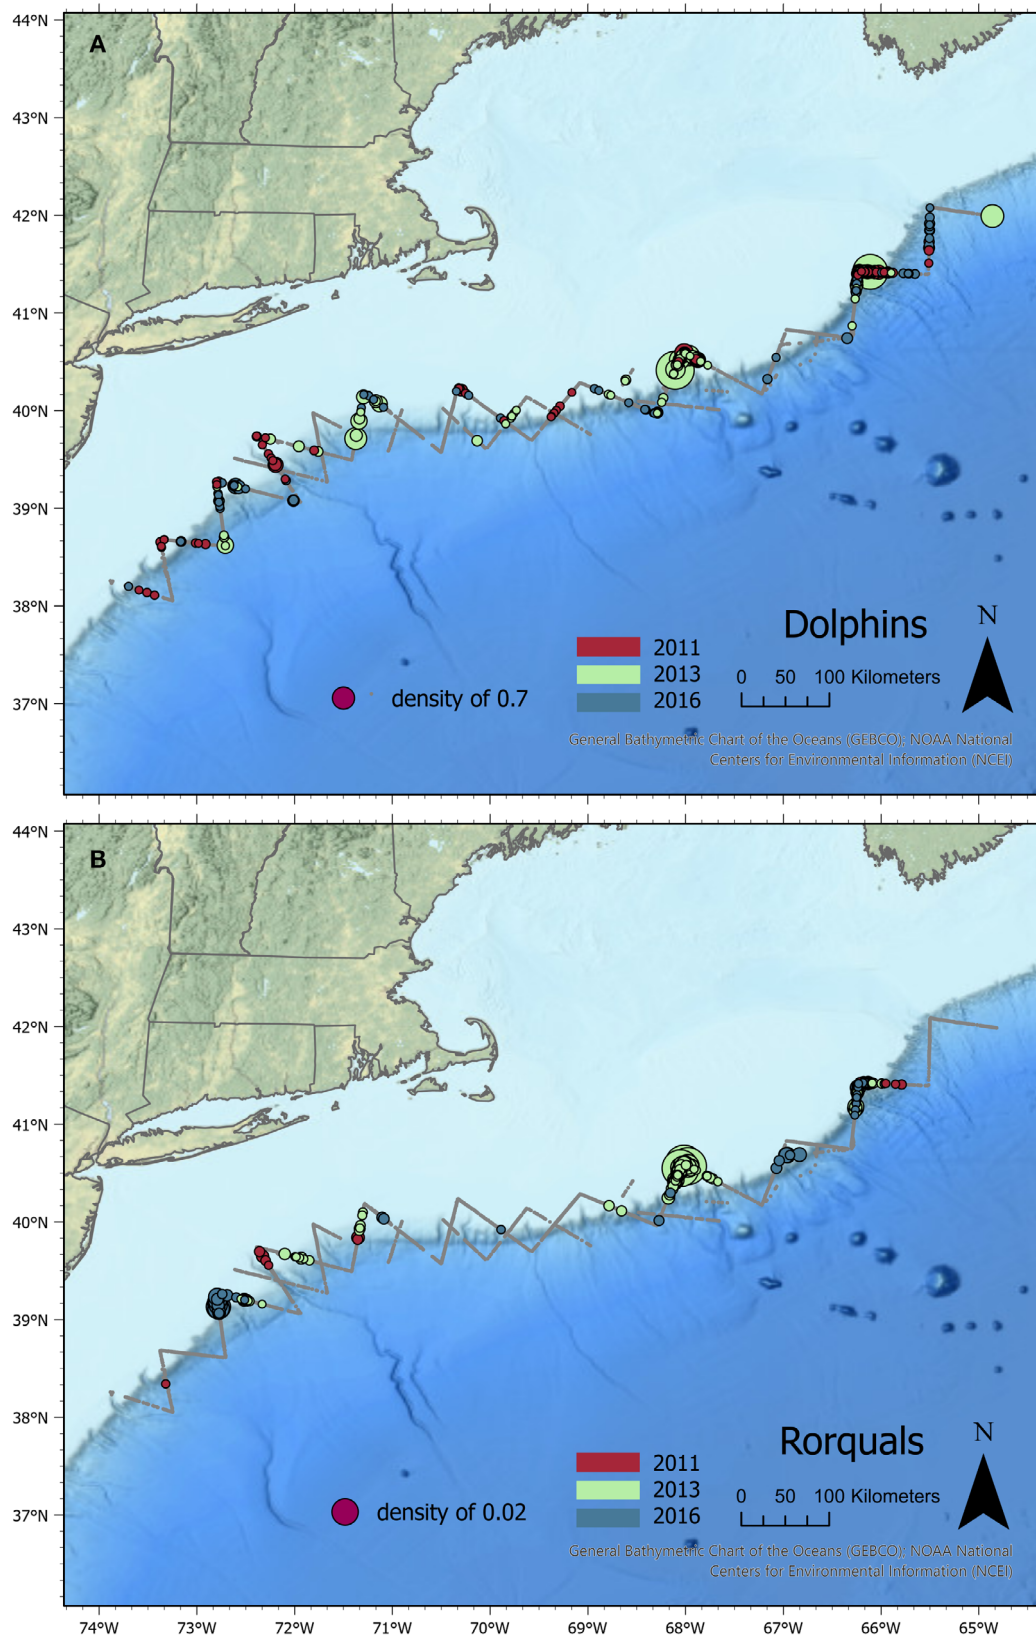 44°N
A
43°N
42°N
41°N
40°N
39°N
38°N
37°N
Dolphins
N
2011
2013
2016
0 50 100 Kilometers
density of 0.7
General Bathymetric Chart of the Oceans (GEBCO); NOAA National
Centers for Environmental Information (NCEI)
44°N
B
43°N
42°N
41°N
40°N
39°N
38°N
37°N
Rorquals
N
2011
2013
2016
0 50 100 Kilometers
density of 0.02
General Bathymetric Chart of the Oceans (GEBCO); NOAA National
Centers for Environmental Information (NCEI)
74°W 73°W 72°W 71°W 70°W 69°W 68°W 67°W 66°W 65°W